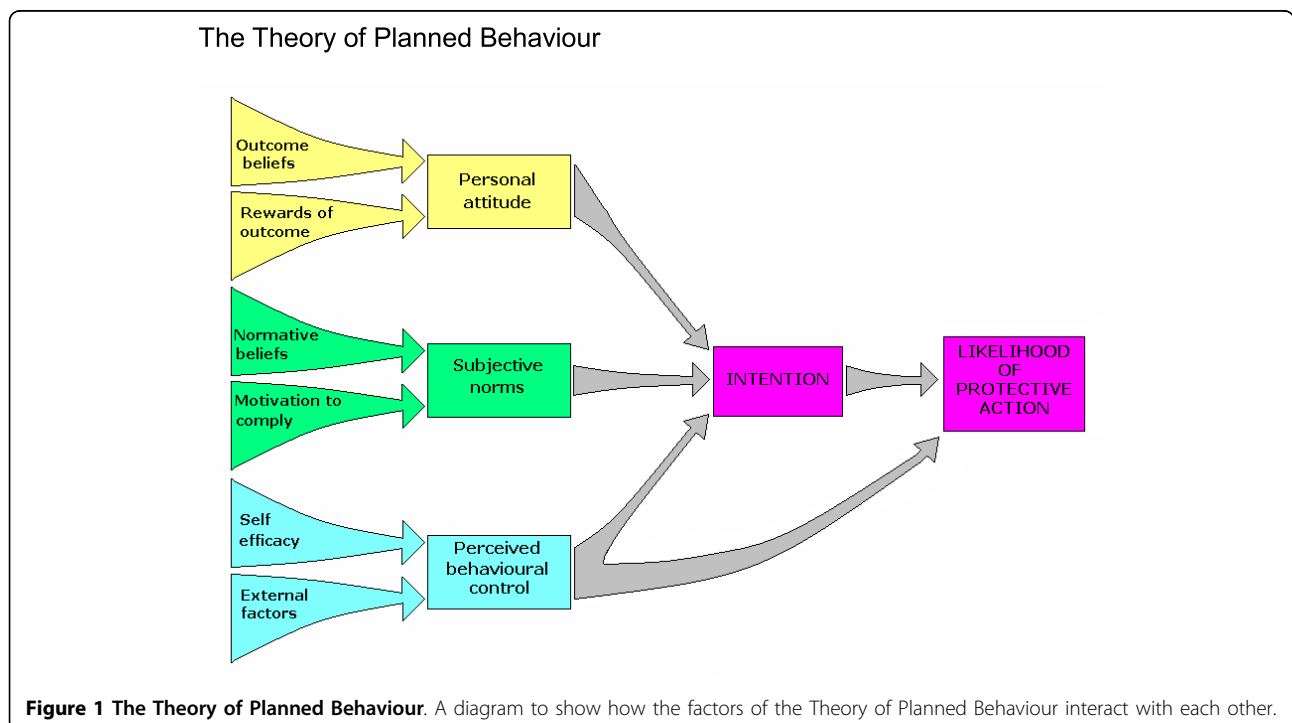 The Theory of Planned Behaviour
Outcome
beliefs
Rewards of
outcome
Personal
attitude
Normative
beliefs
Motivation to
comply
Subjective
norms
Self
efficacy
External
factors
Perceived
behavioural
control
INTENTION
LIKELIHOOD
OF
PROTECTIVE
ACTION
Figure 1 The Theory of Planned Behaviour. A diagram to show how the factors of the Theory of Planned Behaviour interact with each other.